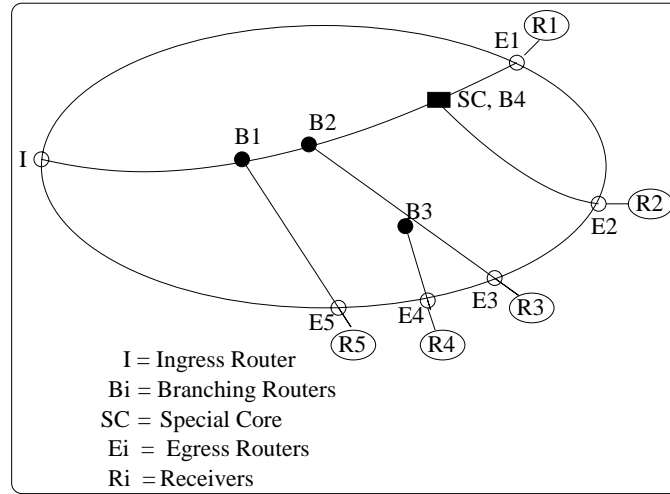 E1
R1
SC, B4
B2
B1
I
R2
E2
B3
E3
R3
E4
E5
R5
R4
I = Ingress Router
Bi = Branching Routers
SC = Special Core
Ei = Egress Routers
Ri = Receivers